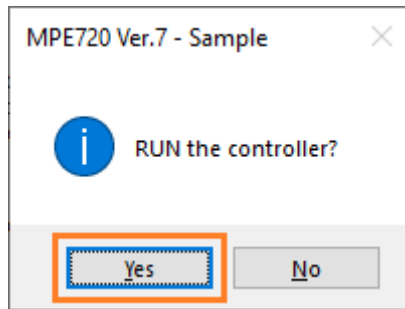 MPE720 Ver.7 - Sample
RUN the controller?
Yes
No